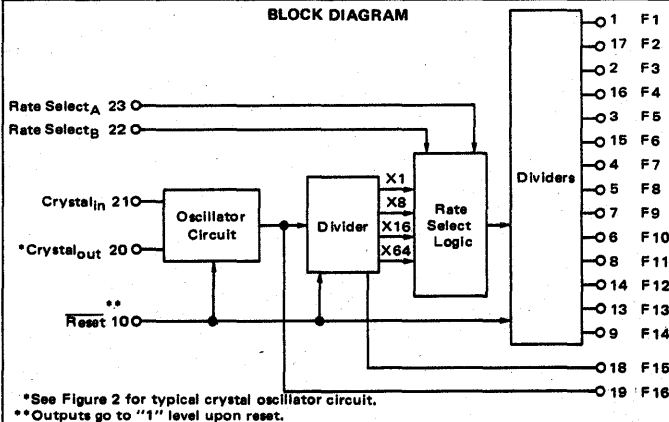 BLOCK DIAGRAM
1 F1
17 F2
2 F3
16 F4
3 F5
15 F6
4 F7
5 F8
7 F9
6 F10
8 F11
14 F12
13 F13
9 F14
18 F15
19 F16
Rate SelectA 23
Rate SelectB 22
Crystalin 21
*Crystalout 20
Reset** 10
Oscillator
Circuit
Divider
X1
X8
X16
X64
Rate
Select
Logic
Dividers
*See Figure 2 for typical crystal oscillator circuit.
**Outputs go to "1" level upon reset.